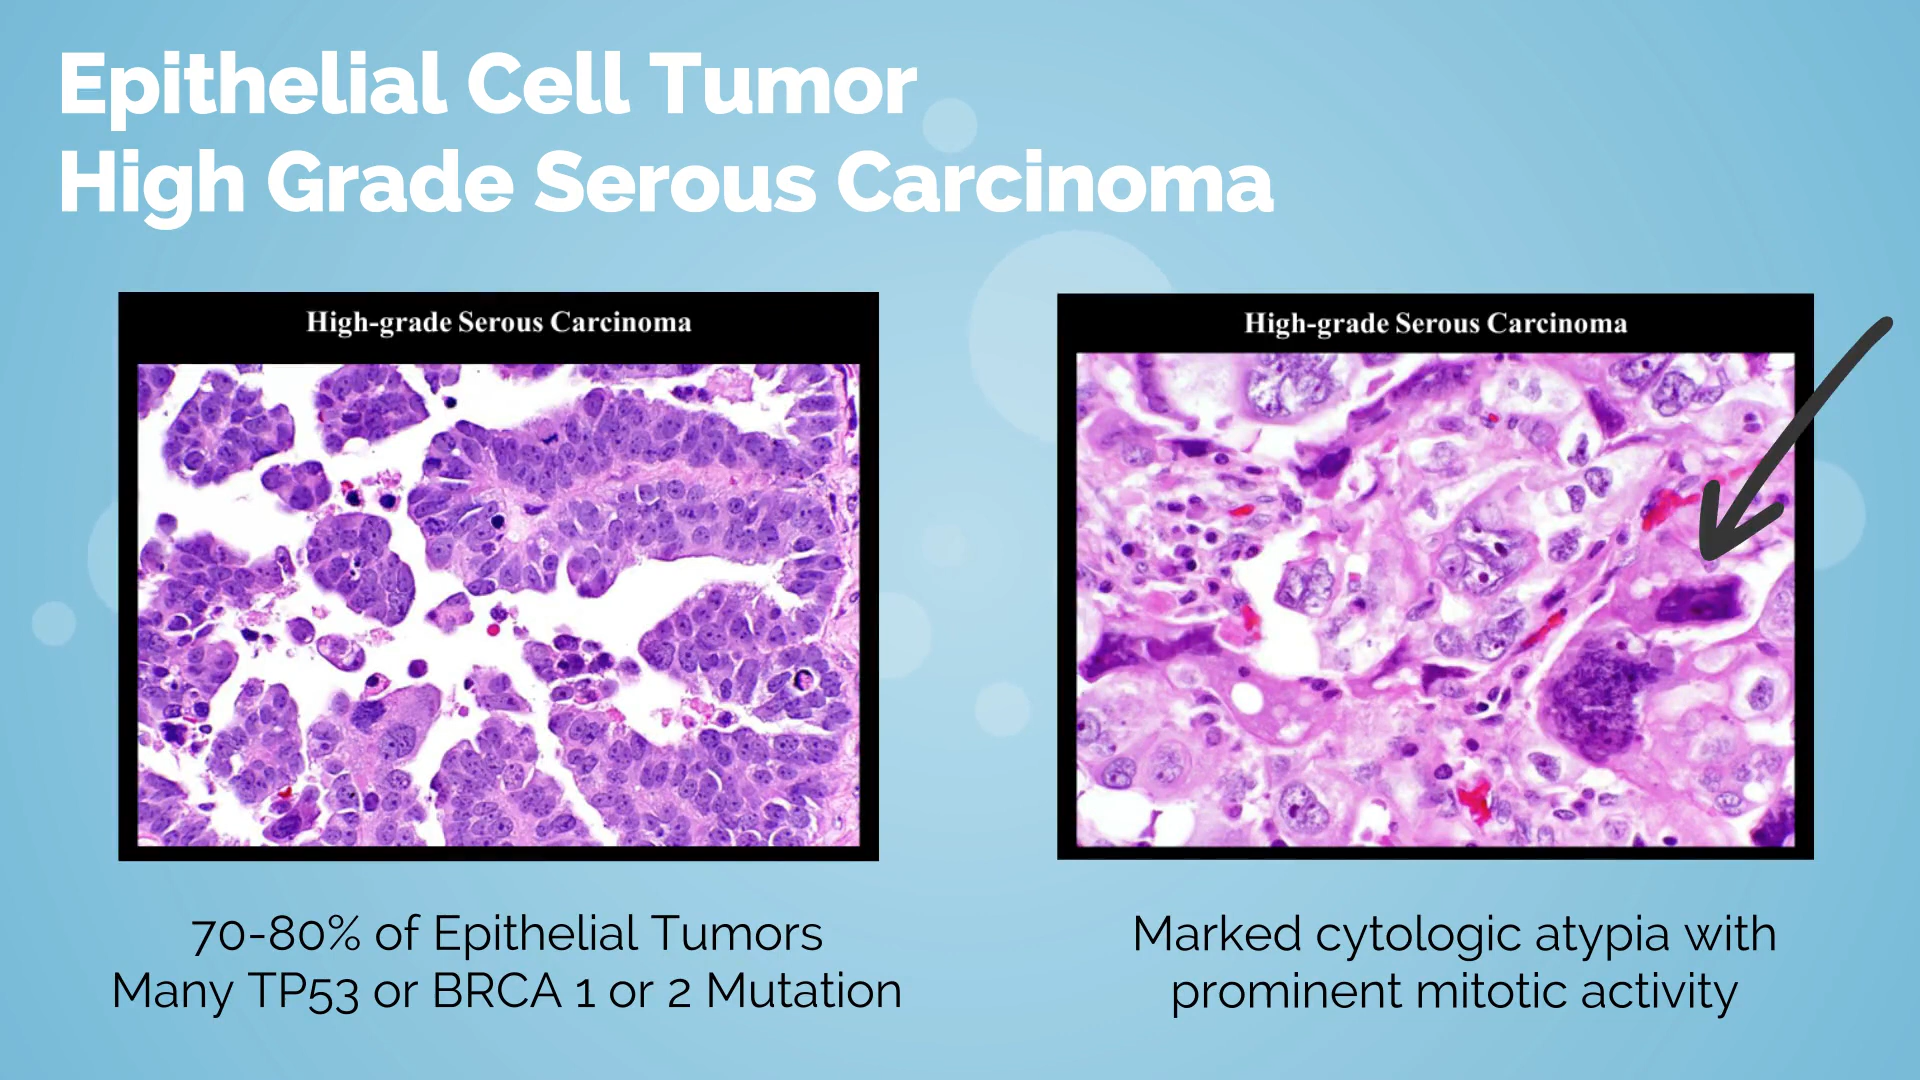 Epithelial Cell Tumor
High Grade Serous Carcinoma
High-grade Serous Carcinoma
High-grade Serous Carcinoma
70-80% of Epithelial Tumors
Many TP53 or BRCA 1 or 2 Mutation
Marked cytologic atypia with
prominent mitotic activity